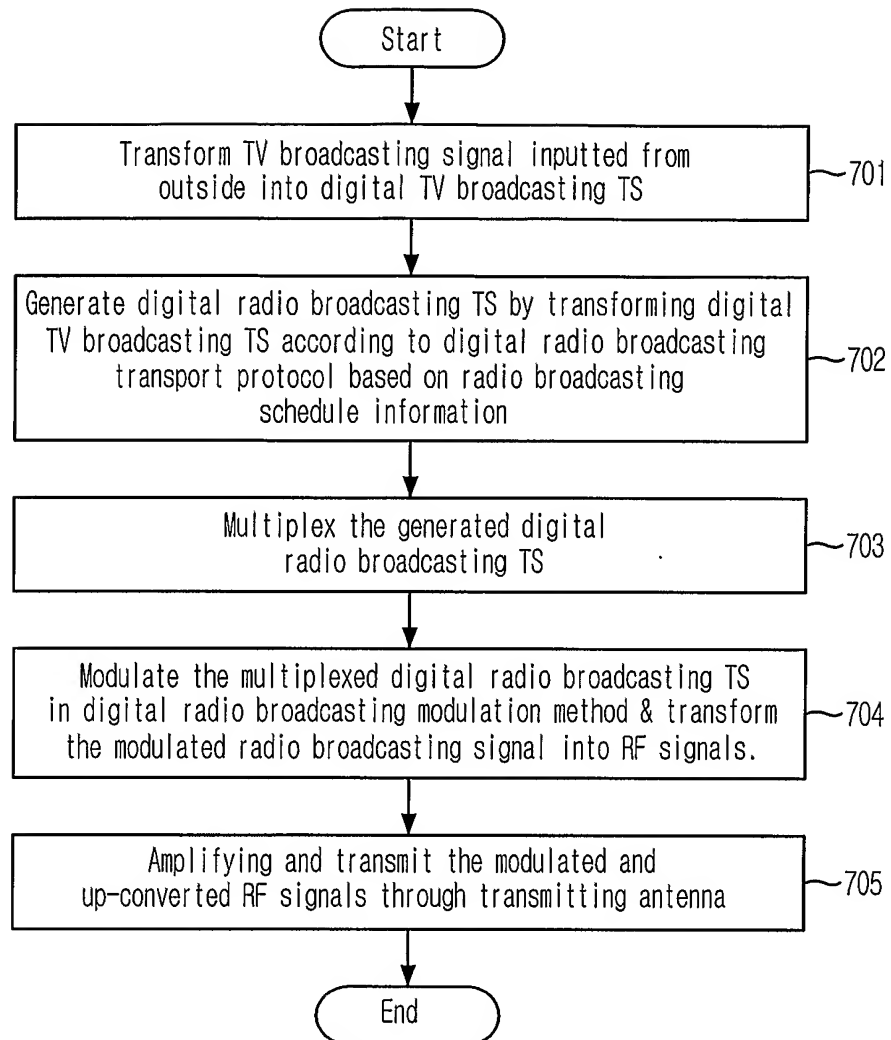 Start
Transform TV broadcasting signal inputted from
outside into digital TV broadcasting TS
701
Generate digital radio broadcasting TS by transforming digital
TV broadcasting TS according to digital radio broadcasting
transport protocol based on radio broadcasting
schedule information
702
Multiplex the generated digital
radio broadcasting TS
703
Modulate the multiplexed digital radio broadcasting TS
in digital radio broadcasting modulation method & transform
the modulated radio broadcasting signal into RF signals.
704
Amplifying and transmit the modulated and
up-converted RF signals through transmitting antenna
705
End